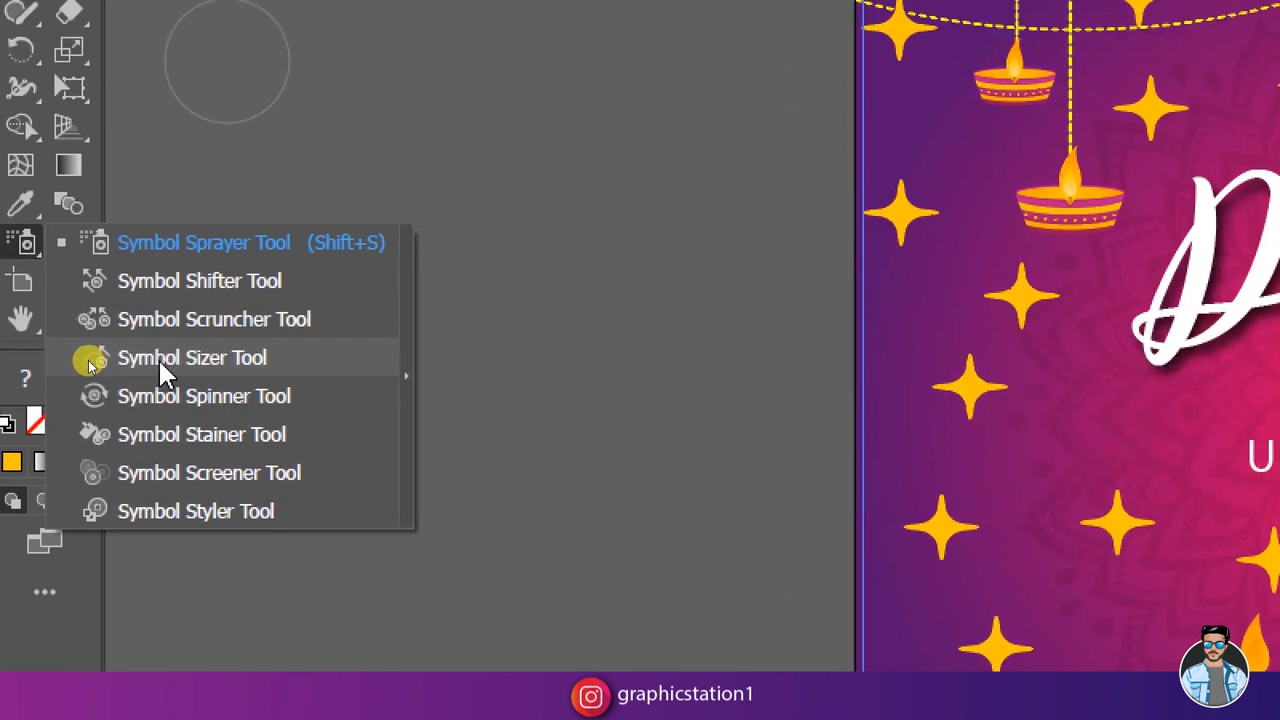 Symbol Sprayer Tool (Shift+S)
Symbol Shifter Tool
Symbol Scruncher Tool
Symbol Sizer Tool
Symbol Spinner Tool
Symbol Stainer Tool
Symbol Screener Tool
Symbol Styler Tool
?
D
U
graphicstation1